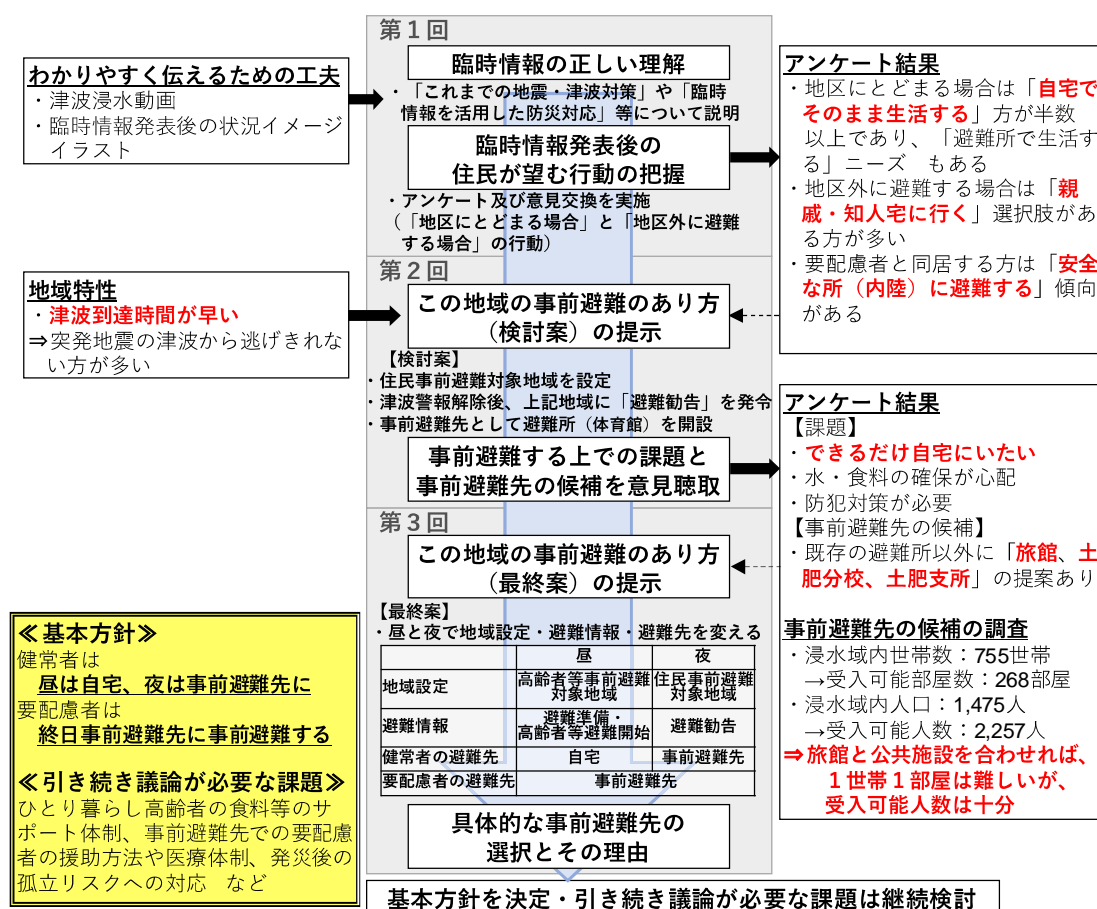 第１回
臨時情報の正しい理解
・「これまでの地震・津波対策」や「臨時
情報を活用した防災対応」等について説明
臨時情報発表後の
住民が望む行動の把握
・アンケート及び意見交換を実施
（「地区にとどまる場合」と「地区外に避難
する場合」の行動）
わかりやすく伝えるための工夫
・津波浸水動画
・臨時情報発表後の状況イメージ
イラスト
アンケート結果
・地区にとどまる場合は「自宅で
そのまま生活する」方が半数
以上であり、「避難所で生活す
る」ニーズ　もある
・地区外に避難する場合は「親
戚・知人宅に行く」選択肢があ
る方が多い
・要配慮者と同居する方は「安全
な所（内陸）に避難する」傾向
がある
第２回
この地域の事前避難のあり方
（検討案）の提示
【検討案】
・住民事前避難対象地域を設定
・津波警報解除後、上記地域に「避難勧告」を発令
・事前避難先として避難所（体育館）を開設
事前避難する上での課題と
事前避難先の候補を意見聴取
地域特性
・津波到達時間が早い
⇒突発地震の津波から逃げきれな
い方が多い
アンケート結果
【課題】
・できるだけ自宅にいたい
・水・食料の確保が心配
・防犯対策が必要
【事前避難先の候補】
・既存の避難所以外に「旅館、土
肥分校、土肥支所」の提案あり
事前避難先の候補の調査
・浸水域内世帯数：755世帯
→受入可能部屋数：268部屋
・浸水域内人口：1,475人
→受入可能人数：2,257人
⇒旅館と公共施設を合わせれば、
１世帯１部屋は難しいが、
受入可能人数は十分
第３回
この地域の事前避難のあり方
（最終案）の提示
【最終案】
・昼と夜で地域設定・避難情報・避難先を変える
昼 夜
地域設定 高齢者等事前避難対象地域 住民事前避難対象地域
避難情報 避難準備・高齢者等避難開始 避難勧告
健常者の避難先 自宅 事前避難先
要配慮者の避難先 事前避難先
具体的な事前避難先の
選択とその理由
≪基本方針≫
健常者は
昼は自宅、夜は事前避難先に
要配慮者は
終日事前避難先に事前避難する
≪引き続き議論が必要な課題≫
ひとり暮らし高齢者の食料等のサ
ポート体制、事前避難先での要配慮
者の援助方法や医療体制、発災後の
孤立リスクへの対応　など
基本方針を決定・引き続き議論が必要な課題は継続検討